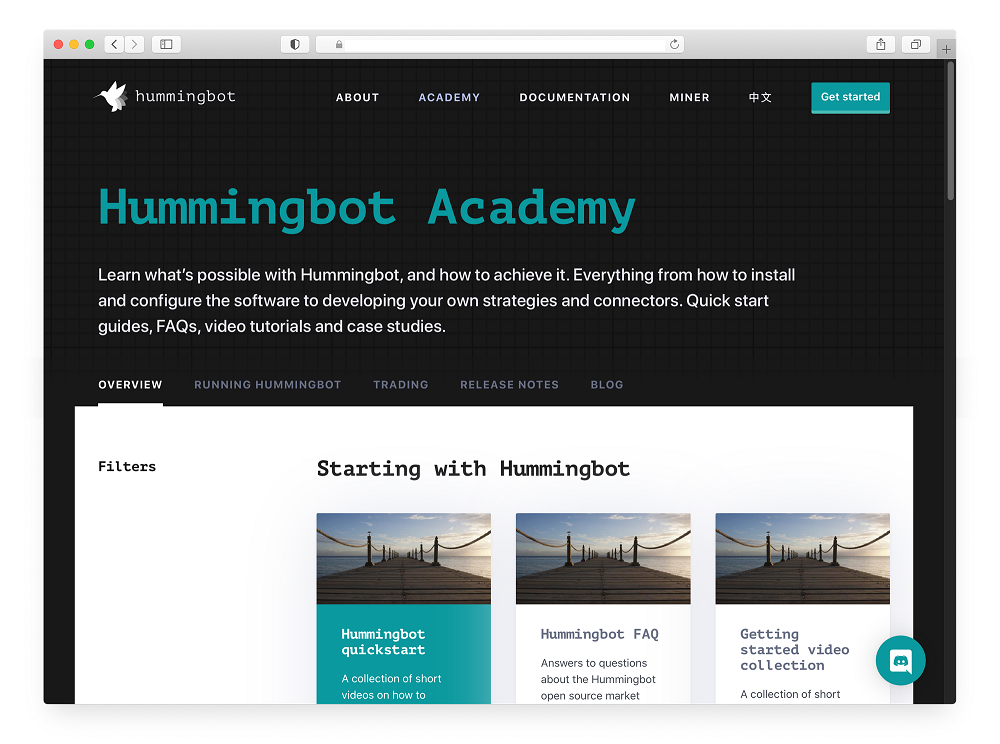 hummingbot
ABOUT
ACADEMY
DOCUMENTATION
MINER
中文
Get started
Hummingbot Academy
Learn what's possible with Hummingbot, and how to achieve it. Everything from how to install
and configure the software to developing your own strategies and connectors. Quick start
guides, FAQs, video tutorials and case studies.
OVERVIEW
RUNNING HUMMINGBOT
TRADING
RELEASE NOTES
BLOG
Filters
Starting with Hummingbot
Hummingbot
quickstart
A collection of short
videos on how to
Hummingbot FAQ
Answers to questions
about the Hummingbot
open source market
Getting
started video
collection
A collection of short